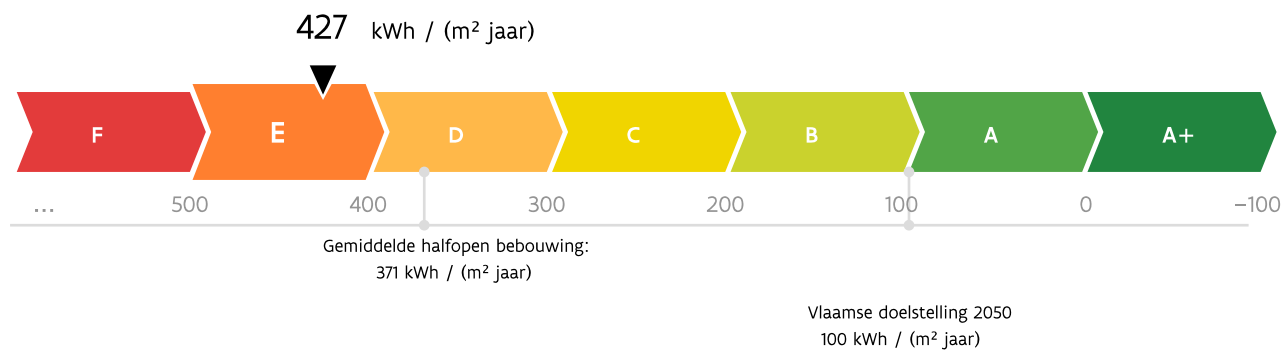 427 kWh / (m² jaar)
F E D C B A A+
... 500 400 300 200 100 0 −100
Gemiddelde halfopen bebouwing:
371 kWh / (m² jaar)
Vlaamse doelstelling 2050
100 kWh / (m² jaar)